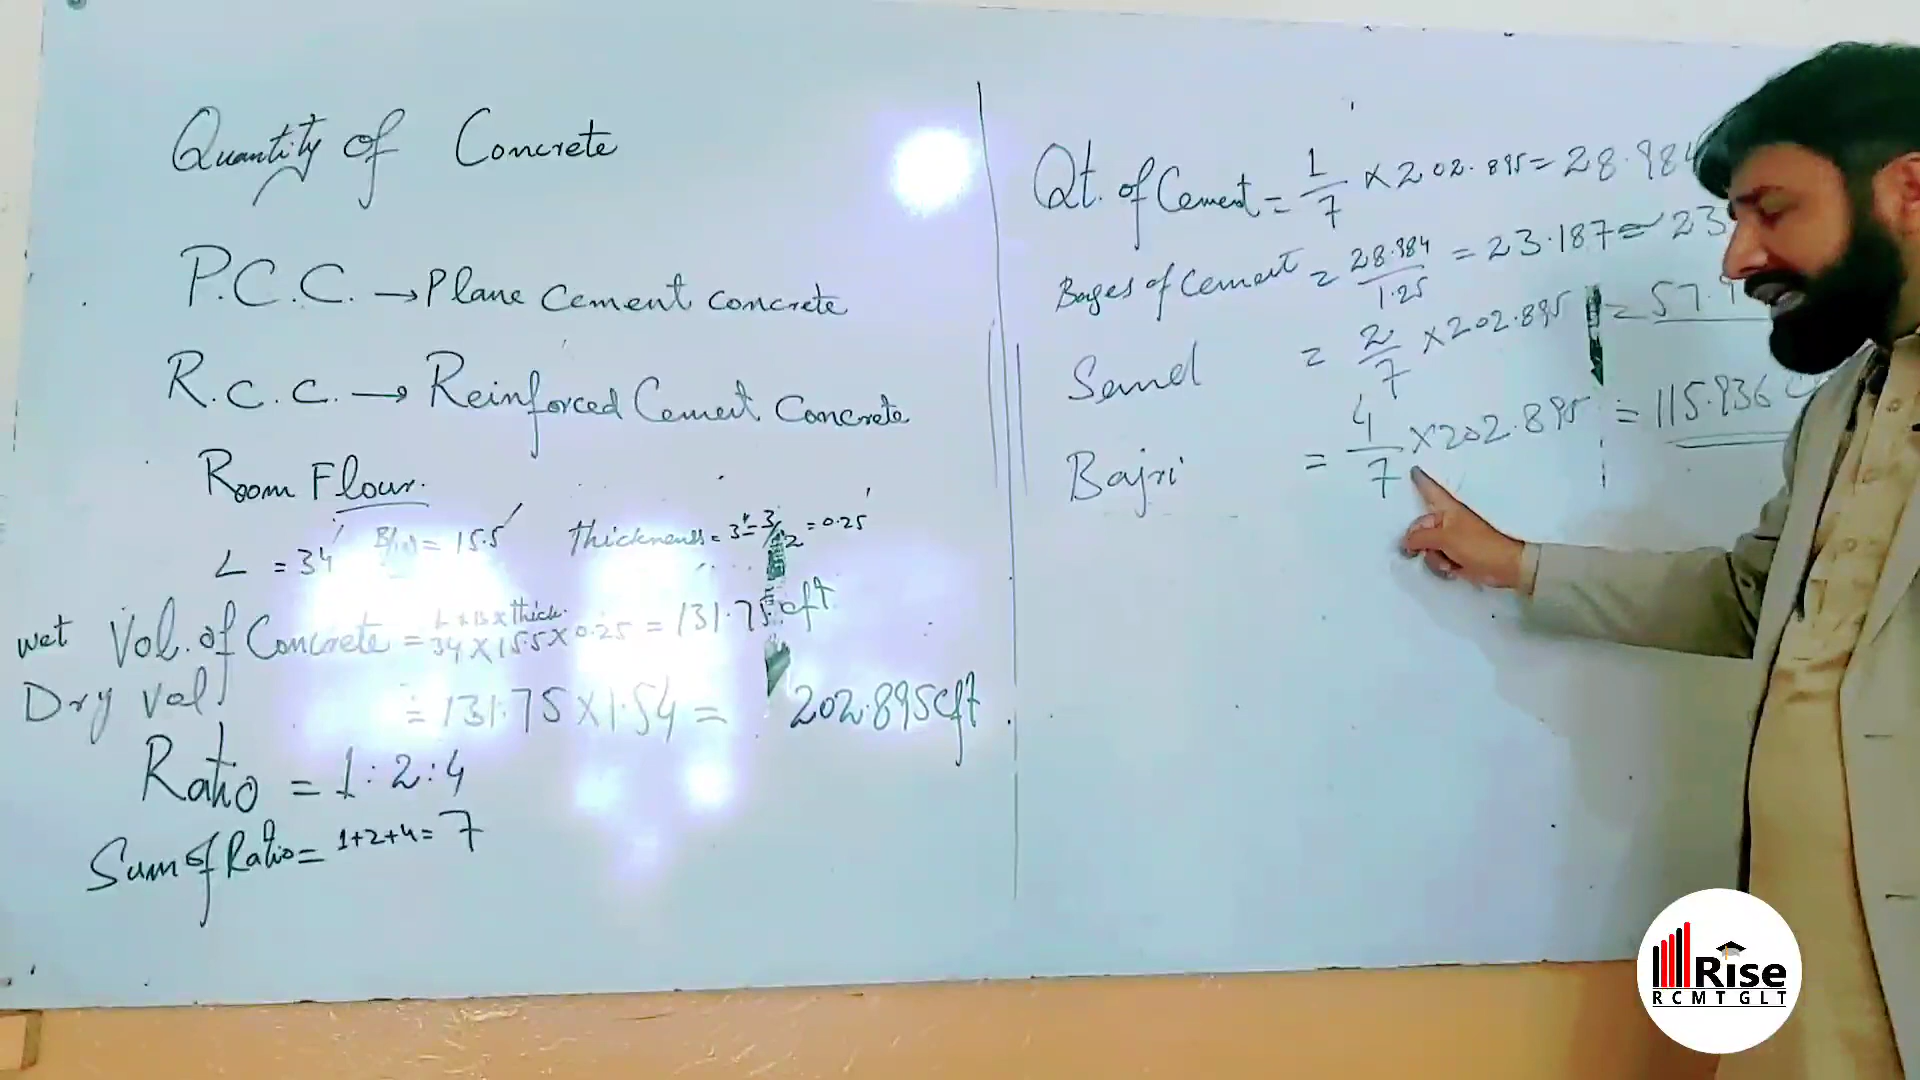 Quantity of Concrete
P.C.C. → Plane cement concrete
R.C.C. → Reinforced Cement Concrete
Room Flour.
L = 34' B/w = 15.5' thickness = 3" = 3/12 = 0.25'
L x B x thick.
wet Vol. of Concrete = 34 x 15.5 x 0.25 = 131.75 cft
Dry vol = 131.75 x 1.54 = 202.895 cft
Ratio = 1 : 2 : 4
Sum of Ratio = 1+2+4 = 7
Qt. of Cement = 1/7 x 202.895 = 28.984
Bages of Cement = 28.984/1.25 = 23.187 = 23
Sand = 2/7 x 202.895 = 57.9
Bajri = 4/7 x 202.895 = 115.936
Rise
RCMTGLT